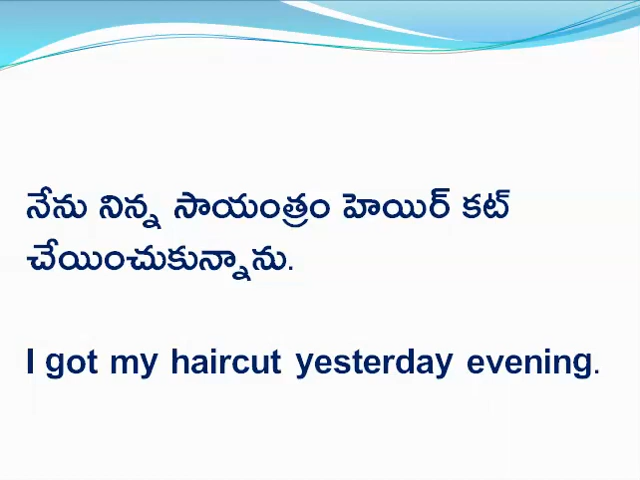 నేను నిన్న సాయంత్రం హెయిర్ కట్
చేయించుకున్నాను.
I got my haircut yesterday evening.